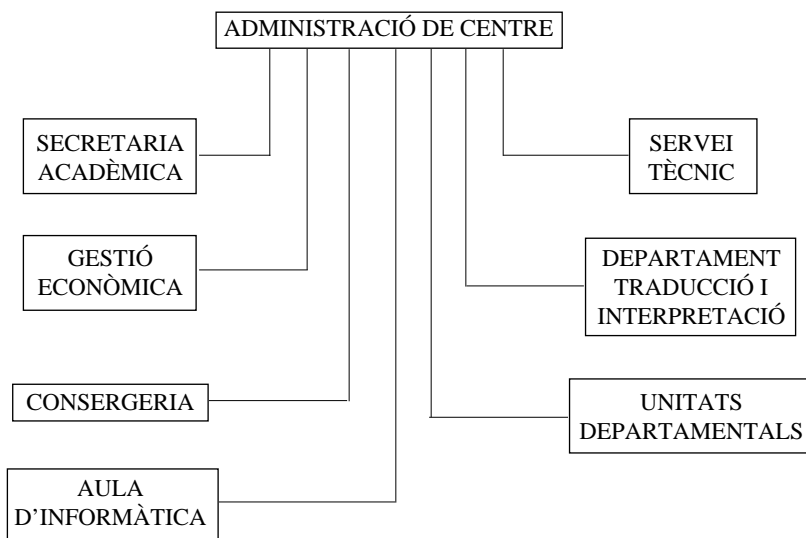 ADMINISTRACIÓ DE CENTRE
SECRETARIA
ACADÈMICA
SERVEI
TÈCNIC
GESTIÓ
ECONÒMICA
DEPARTAMENT
TRADUCCIÓ I
INTERPRETACIÓ
CONSERGERIA
UNITATS
DEPARTAMENTALS
AULA
D’INFORMÀTICA